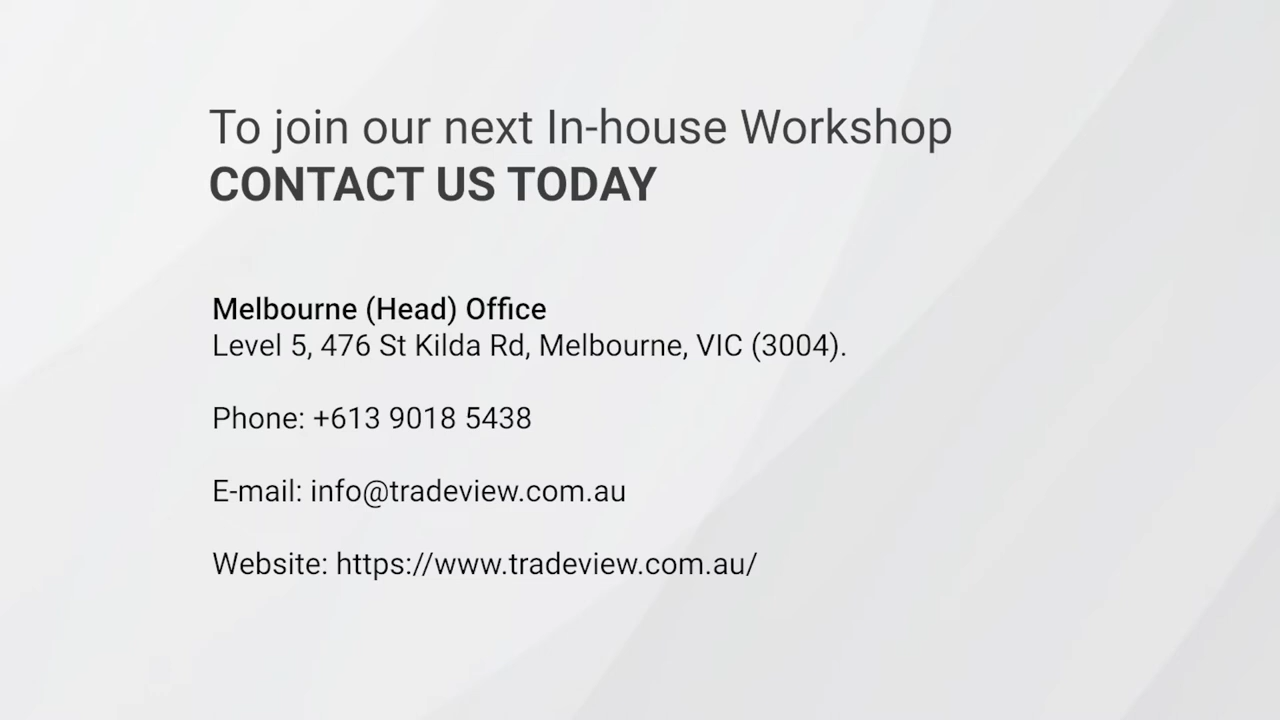 To join our next In-house Workshop
CONTACT US TODAY
Melbourne (Head) Office
Level 5, 476 St Kilda Rd, Melbourne, VIC (3004).
Phone: +613 9018 5438
E-mail: info@tradeview.com.au
Website: https://www.tradeview.com.au/